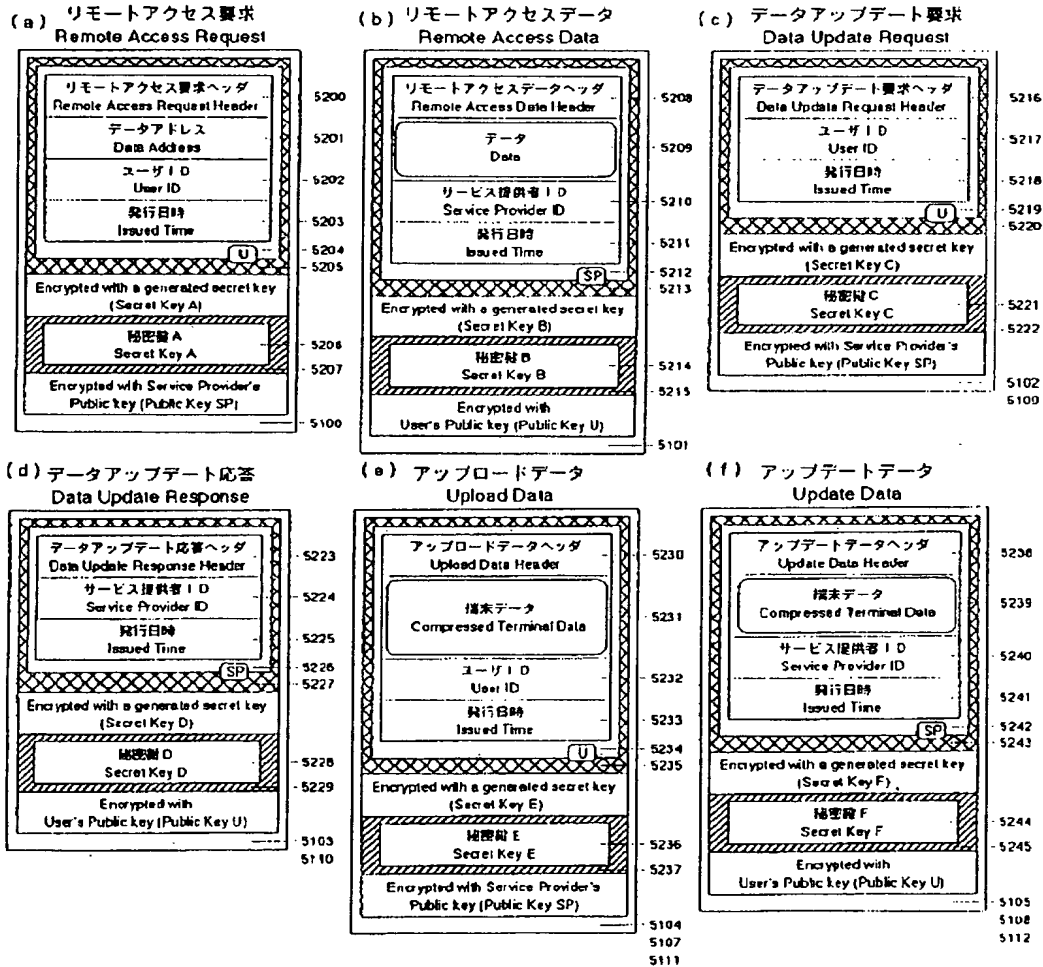 (a) リモートアクセス要求
Remote Access Request
リモートアクセス要求ヘッダ
Remote Access Request Header
5200
データアドレス
Data Address
5201
ユーザID
User ID
5202
発行日時
Issued Time
5203
U
5204
5205
Encrypted with a generated secret key
(Secret Key A)
秘密鍵A
Secret Key A
5206
5207
Encrypted with Service Provider's
Public key (Public Key SP)
5100
(b) リモートアクセスデータ
Remote Access Data
リモートアクセスデータヘッダ
Remote Access Data Header
5208
データ
Data
5209
サービス提供者ID
Service Provider ID
5210
発行日時
Issued Time
5211
SP
5212
5213
Encrypted with a generated secret key
(Secret Key B)
秘密鍵B
Secret Key B
5214
5215
Encrypted with
User's Public key (Public Key U)
5101
(c) データアップデート要求
Data Update Request
データアップデート要求ヘッダ
Data Update Request Header
5216
ユーザID
User ID
5217
発行日時
Issued Time
5218
U
5219
5220
Encrypted with a generated secret key
(Secret Key C)
秘密鍵C
Secret Key C
5221
5222
Encrypted with Service Provider's
Public key (Public Key SP)
5102
5109
(d) データアップデート応答
Data Update Response
データアップデート応答ヘッダ
Data Update Response Header
5223
サービス提供者ID
Service Provider ID
5224
発行日時
Issued Time
5225
SP
5226
5227
Encrypted with a generated secret key
(Secret Key D)
秘密鍵D
Secret Key D
5228
5229
Encrypted with
User's Public key (Public Key U)
5103
5110
(e) アップロードデータ
Upload Data
アップロードデータヘッダ
Upload Data Header
5230
端末データ
Compressed Terminal Data
5231
ユーザID
User ID
5232
発行日時
Issued Time
5233
U
5234
5235
Encrypted with a generated secret key
(Secret Key E)
秘密鍵E
Secret Key E
5236
5237
Encrypted with Service Provider's
Public key (Public Key SP)
5104
5107
5111
(f) アップデートデータ
Update Data
アップデートデータヘッダ
Update Data Header
5238
端末データ
Compressed Terminal Data
5239
サービス提供者ID
Service Provider ID
5240
発行日時
Issued Time
5241
SP
5242
5243
Encrypted with a generated secret key
(Secret Key F)
秘密鍵F
Secret Key F
5244
5245
Encrypted with
User's Public key (Public Key U)
5105
5108
5112